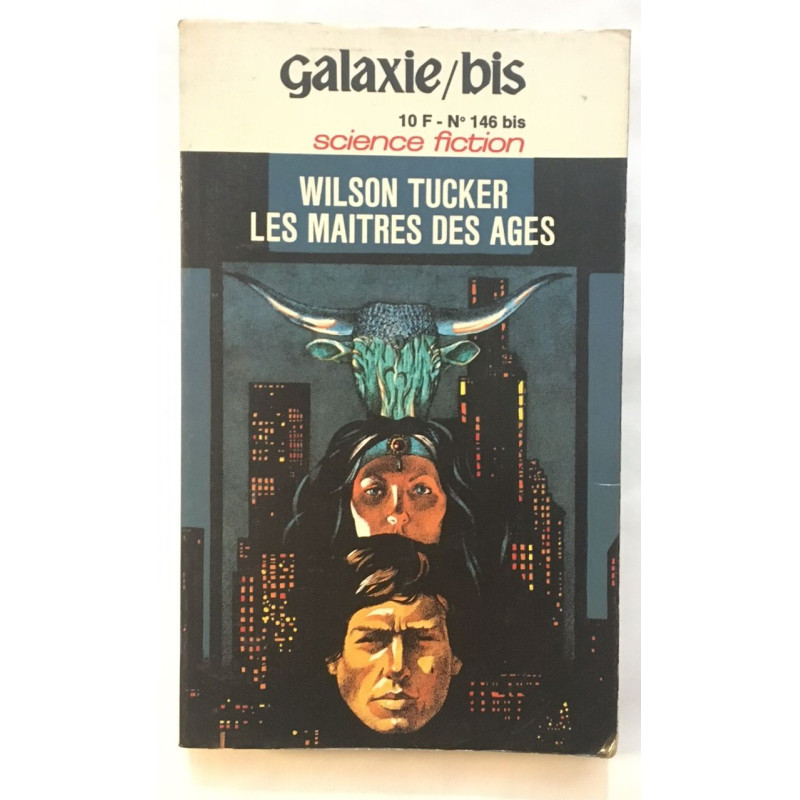 galaxie/bis
10 F - N° 146 bis
science fiction
WILSON TUCKER
LES MAITRES DES AGES